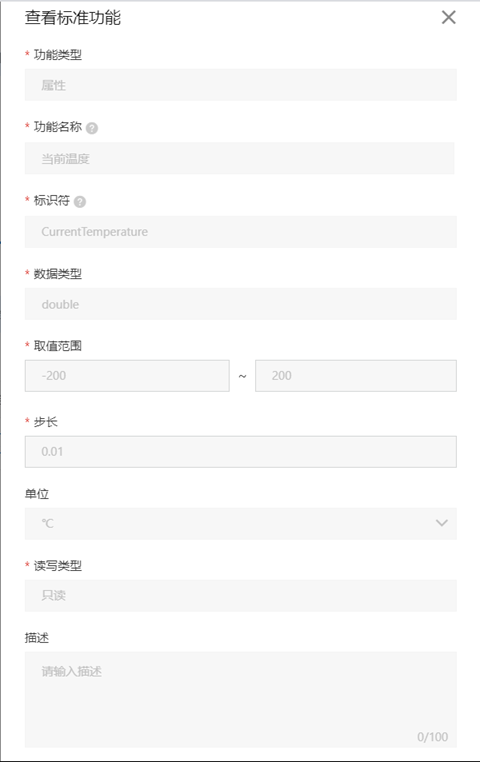 查看标准功能
* 功能类型
属性
* 功能名称 ?
当前温度
* 标识符 ?
CurrentTemperature
* 数据类型
double
* 取值范围
-200 ~ 200
* 步长
0.01
单位
℃
* 读写类型
只读
描述
请输入描述
0/100